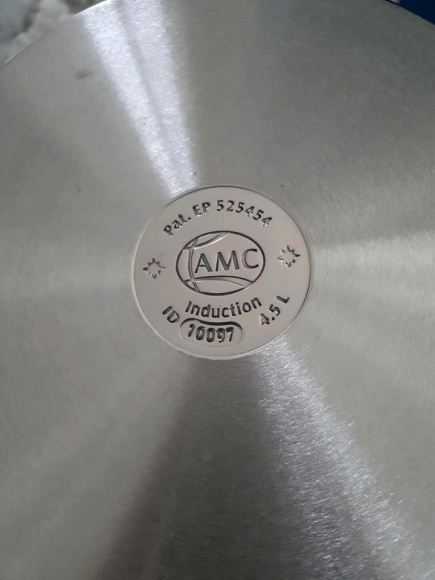 Pat. EP 525454
AMC
Induction
ID 10097 4.5 L